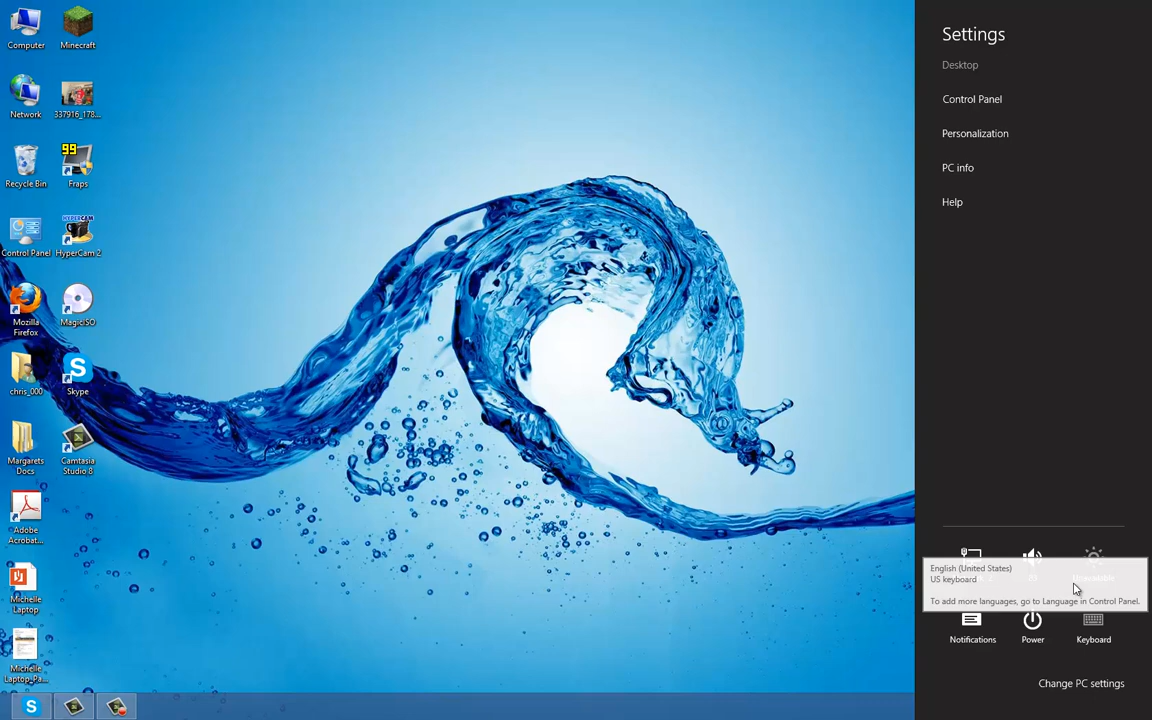 Computer
Minecraft
Network
337916_178...
99
Recycle Bin
Fraps
HYPERCAM
Control Panel
HyperCam 2
Mozilla
Firefox
MagicISO
chris_000
Skype
Margarets
Docs
Camtasia
Studio 8
Adobe
Acrobat...
Michelle
Laptop
Michelle
Laptop_Pa...
Settings
Desktop
Control Panel
Personalization
PC info
Help
English (United States)
US keyboard
To add more languages, go to Language in Control Panel.
Notifications
Power
Keyboard
Change PC settings